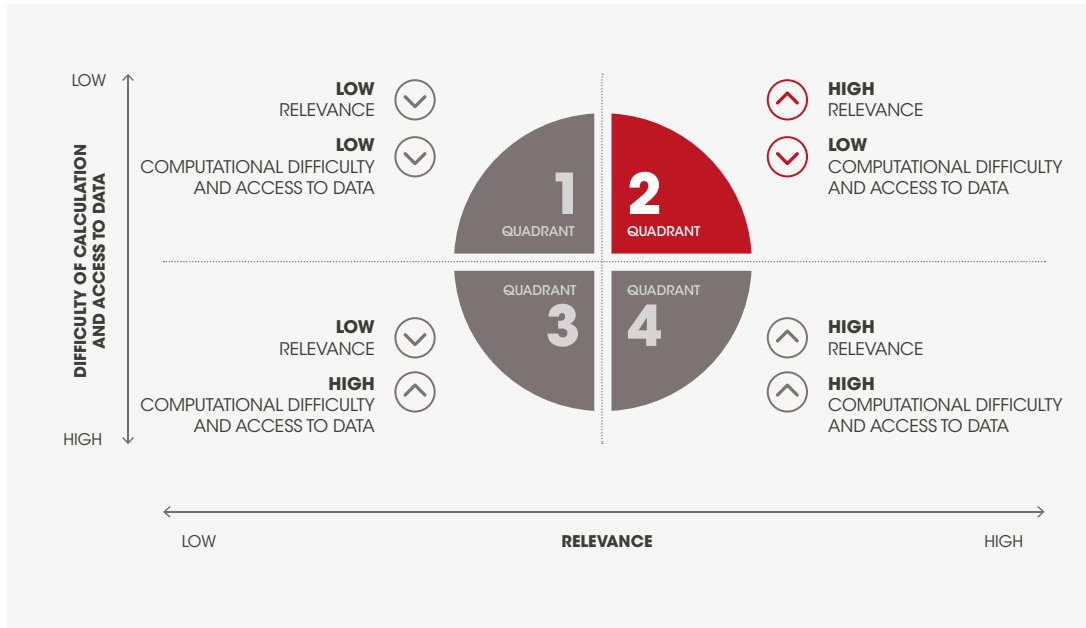 LOW
HIGH
DIFFICULTY OF CALCULATION
AND ACCESS TO DATA
LOW
RELEVANCE
LOW
COMPUTATIONAL DIFFICULTY
AND ACCESS TO DATA
1
QUADRANT
2
QUADRANT
HIGH
RELEVANCE
LOW
COMPUTATIONAL DIFFICULTY
AND ACCESS TO DATA
LOW
RELEVANCE
HIGH
COMPUTATIONAL DIFFICULTY
AND ACCESS TO DATA
QUADRANT
3
QUADRANT
4
HIGH
RELEVANCE
HIGH
COMPUTATIONAL DIFFICULTY
AND ACCESS TO DATA
LOW
RELEVANCE
HIGH